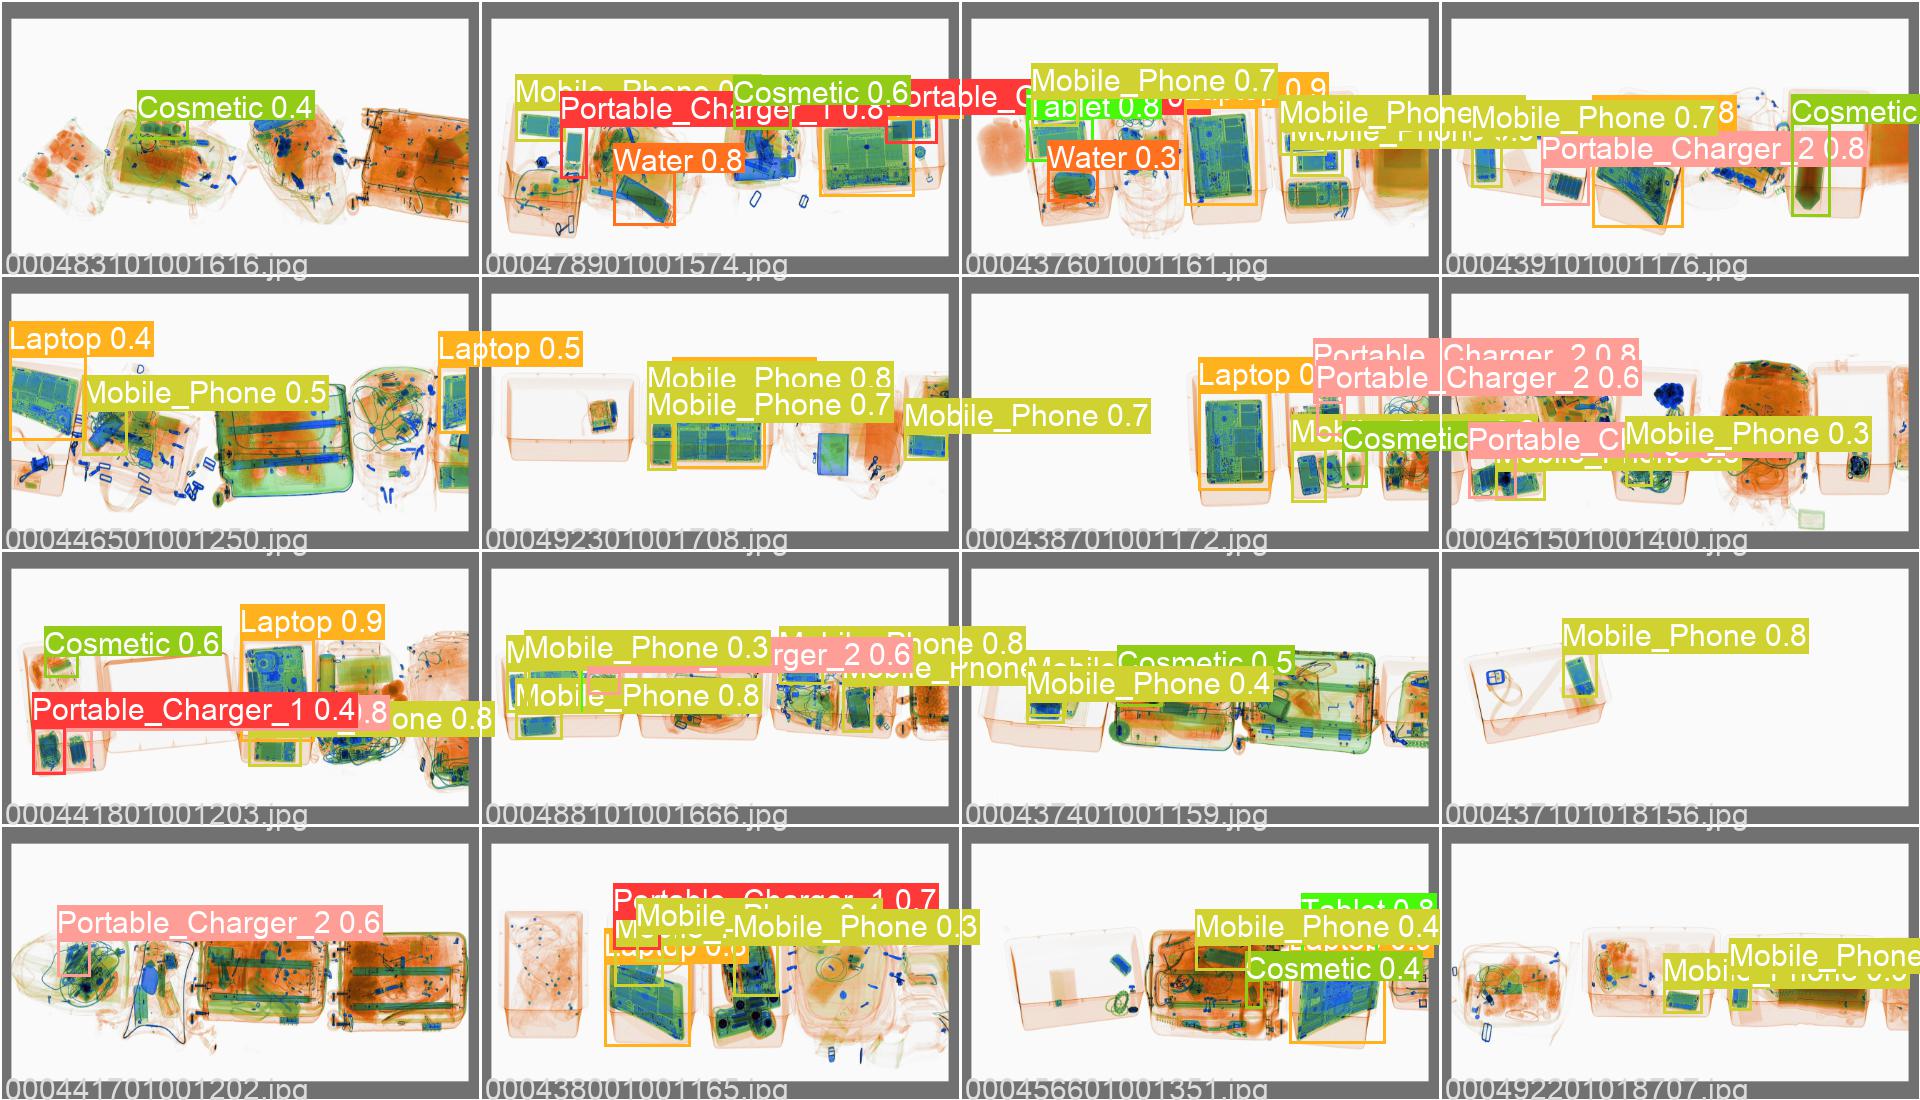 Cosmetic 0.4
000483101001616.jpg
Mobile_Phone 0
Cosmetic 0.6
Portable_Charger_1 0.8
Water 0.8
ortable_C
000478901001574.jpg
Mobile_Phone 0.7
Tablet 0.8
0.9
Water 0.3
Mobile_Phone
000437601001161.jpg
Mobile_Phone 0.7
8
Cosmetic
Portable_Charger_2 0.8
000439101001176.jpg
Laptop 0.4
Laptop 0.5
Mobile_Phone 0.5
000446501001250.jpg
Mobile_Phone 0.8
Mobile_Phone 0.7
Mobile_Phone 0.7
000492301001708.jpg
Laptop 0
Portable_Charger_2 0.8
Portable_Charger_2 0.6
Cosmetic
000438701001172.jpg
Portable_C
Mobile_Phone 0.3
000461501001400.jpg
Cosmetic 0.6
Laptop 0.9
Portable_Charger_1 0.4
.8
one 0.8
000441801001203.jpg
Mobile_Phone 0.3
rger_2 0.6
hone 0.8
Mobile_Phone 0.8
000488101001666.jpg
Cosmetic 0.5
Mobile_Phone 0.4
000437401001159.jpg
Mobile_Phone 0.8
000437101018156.jpg
Portable_Charger_2 0.6
000441701001202.jpg
Portable_Charger_1 0.7
Mobile_
Mobile_Phone 0.3
000438001001165.jpg
Tablet 0.8
Mobile_Phone 0.4
Cosmetic 0.4
000456601001351.jpg
Mobile_Phone
Mobi
000492201018707.jpg